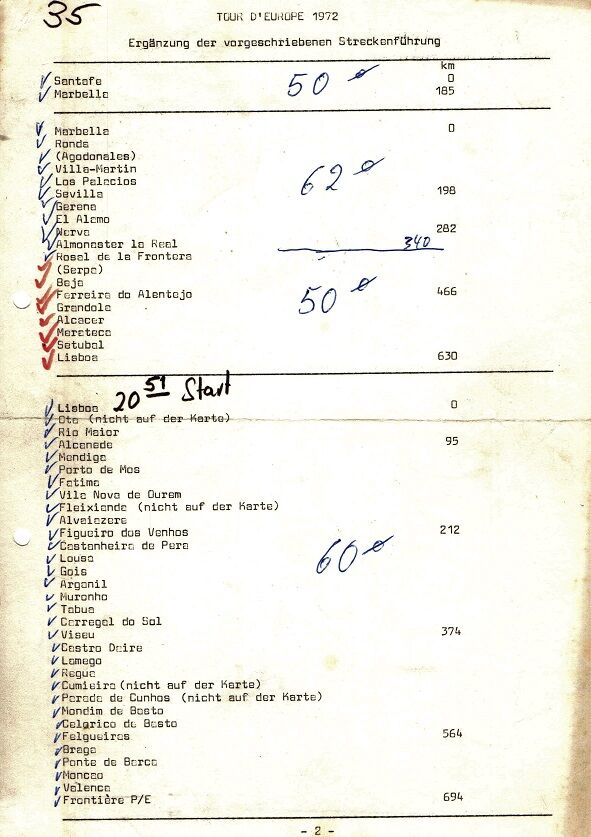 35
TOUR D'EUROPE 1972
Ergänzung der vorgeschriebenen Streckenführung
km
Santafe 0
Marbella 50 ø 185
Marbella 0
Ronda
(Agodonales)
Villa-Martin
Los Palacios 62 ø
Sevilla 198
Gerena
El Alamo
Nerva 282
Almonaster la Real 340
Rosal de la Frontera
(Serpa)
Beja
Ferreira do Alentejo 50 ø 466
Grandola
Alcacer
Marateca
Setubal
Lisboa 630
20 51 Start
Lisboa 0
Ota (nicht auf der Karte)
Rio Maior
Alcanede 95
Mendiga
Porto de Mos
Fatima
Vila Nova de Ourem
Fleixianda (nicht auf der Karte)
Alvaiazere
Figueiro dos Venhos 212
Castanheira de Pera
Lousa 60 ø
Gois
Arganil
Muronho
Tabua
Carregal do Sol
Viseu 374
Castro Daire
Lamego
Regua
Cumieira (nicht auf der Karte)
Parada de Cunhos (nicht auf der Karte)
Mondim de Basto
Celorico de Basto
Felgueiras 564
Braga
Ponte de Barca
Moncao
Valenca
Frontière P/E 694
- 2 -